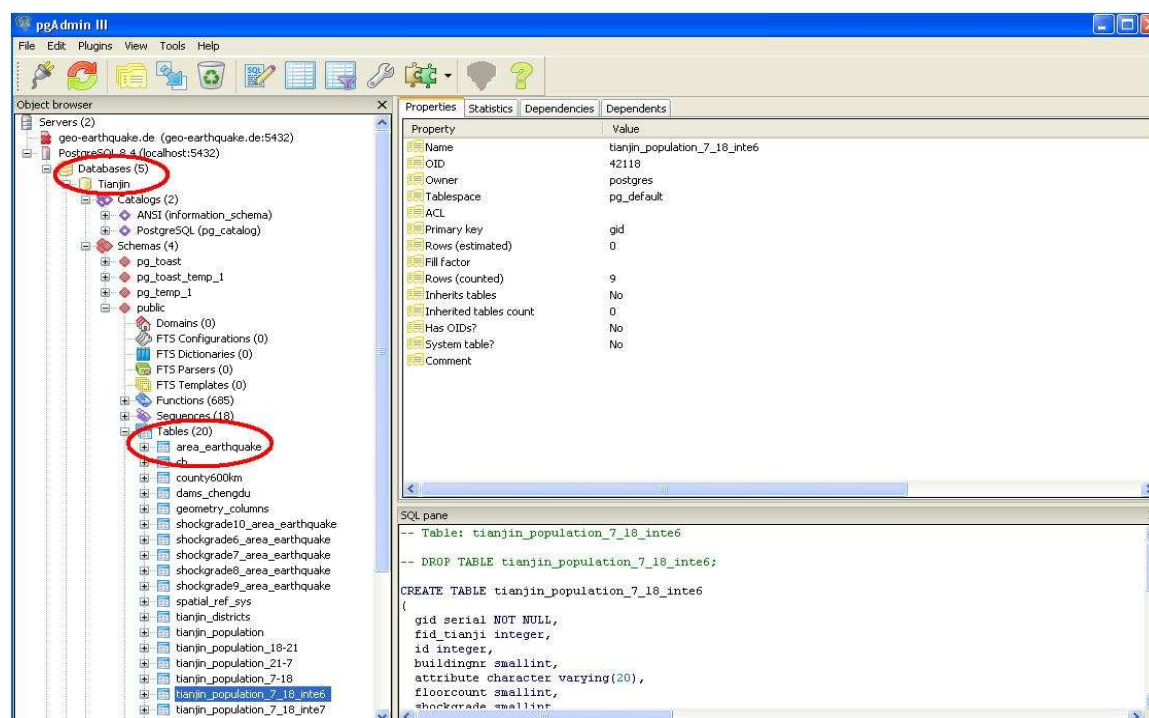 pgAdmin III
File Edit Plugins View Tools Help
SQL
Object browser
Servers (2)
geo-earthquake.de (geo-earthquake.de:5432)
PostgreSQL 8.4 (localhost:5432)
Databases (5)
Tianjin
Catalogs (2)
ANSI (information_schema)
PostgreSQL (pg_catalog)
Schemas (4)
pg_toast
pg_toast_temp_1
pg_temp_1
public
Domains (0)
FTS Configurations (0)
FTS Dictionaries (0)
FTS Parsers (0)
FTS Templates (0)
Functions (685)
Sequences (18)
Tables (20)
area_earthquake
cb
county600km
dams_chengdu
geometry_columns
shockgrade10_area_earthquake
shockgrade6_area_earthquake
shockgrade7_area_earthquake
shockgrade8_area_earthquake
shockgrade9_area_earthquake
spatial_ref_sys
tianjin_districts
tianjin_population
tianjin_population_18-21
tianjin_population_21-7
tianjin_population_7-18
tianjin_population_7_18_inte6
tianjin_population_7_18_inte7
Properties Statistics Dependencies Dependents
Property Value
Name tianjin_population_7_18_inte6
OID 42118
Owner postgres
Tablespace pg_default
ACL
Primary key gid
Rows (estimated) 0
Fill factor
Rows (counted) 9
Inherits tables No
Inherited tables count 0
Has OIDs? No
System table? No
Comment
SQL pane
-- Table: tianjin_population_7_18_inte6
-- DROP TABLE tianjin_population_7_18_inte6;
CREATE TABLE tianjin_population_7_18_inte6
(
gid serial NOT NULL,
fid_tianji integer,
id integer,
buildingnr smallint,
attribute character varying(20),
floorcount smallint,
shockgrade smallint,